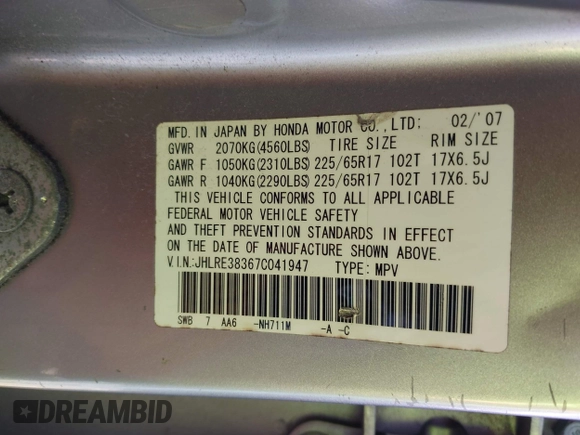 MFD.IN JAPAN BY HONDA MOTOR CO.,LTD: 02/'07
GVWR 2070KG(4560LBS) TIRE SIZE RIM SIZE
GAWR F 1050KG(2310LBS) 225/65R17 102T 17X6.5J
GAWR R 1040KG(2290LBS) 225/65R17 102T 17X6.5J
THIS VEHICLE CONFORMS TO ALL APPLICABLE
FEDERAL MOTOR VEHICLE SAFETY
AND THEFT PREVENTION STANDARDS IN EFFECT
ON THE DATE OF MANUFACTURE SHOWN ABOVE.
V.I.N.:JHLRE38367C041947 TYPE: MPV
SWB 7 AA6 -NH711M -A -C
DREAMBID